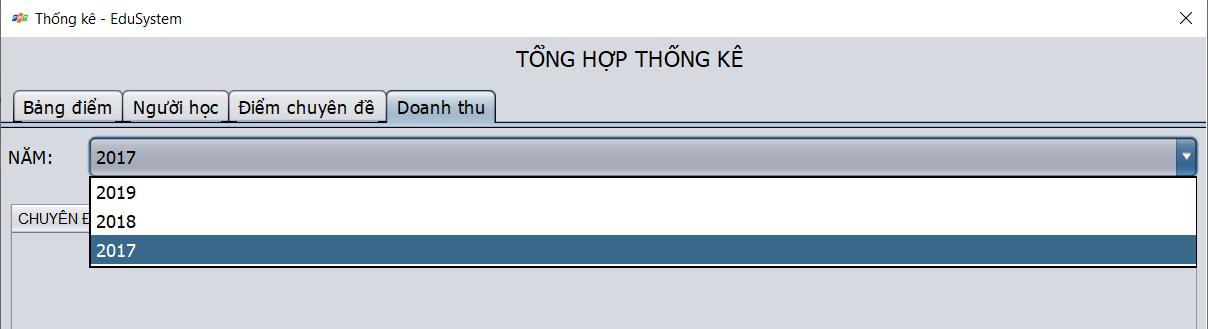 Thống kê - EduSystem
TỔNG HỢP THỐNG KÊ
Bảng điểm Người học Điểm chuyên đề Doanh thu
NĂM: 2017
2019
2018
2017
CHUYÊN